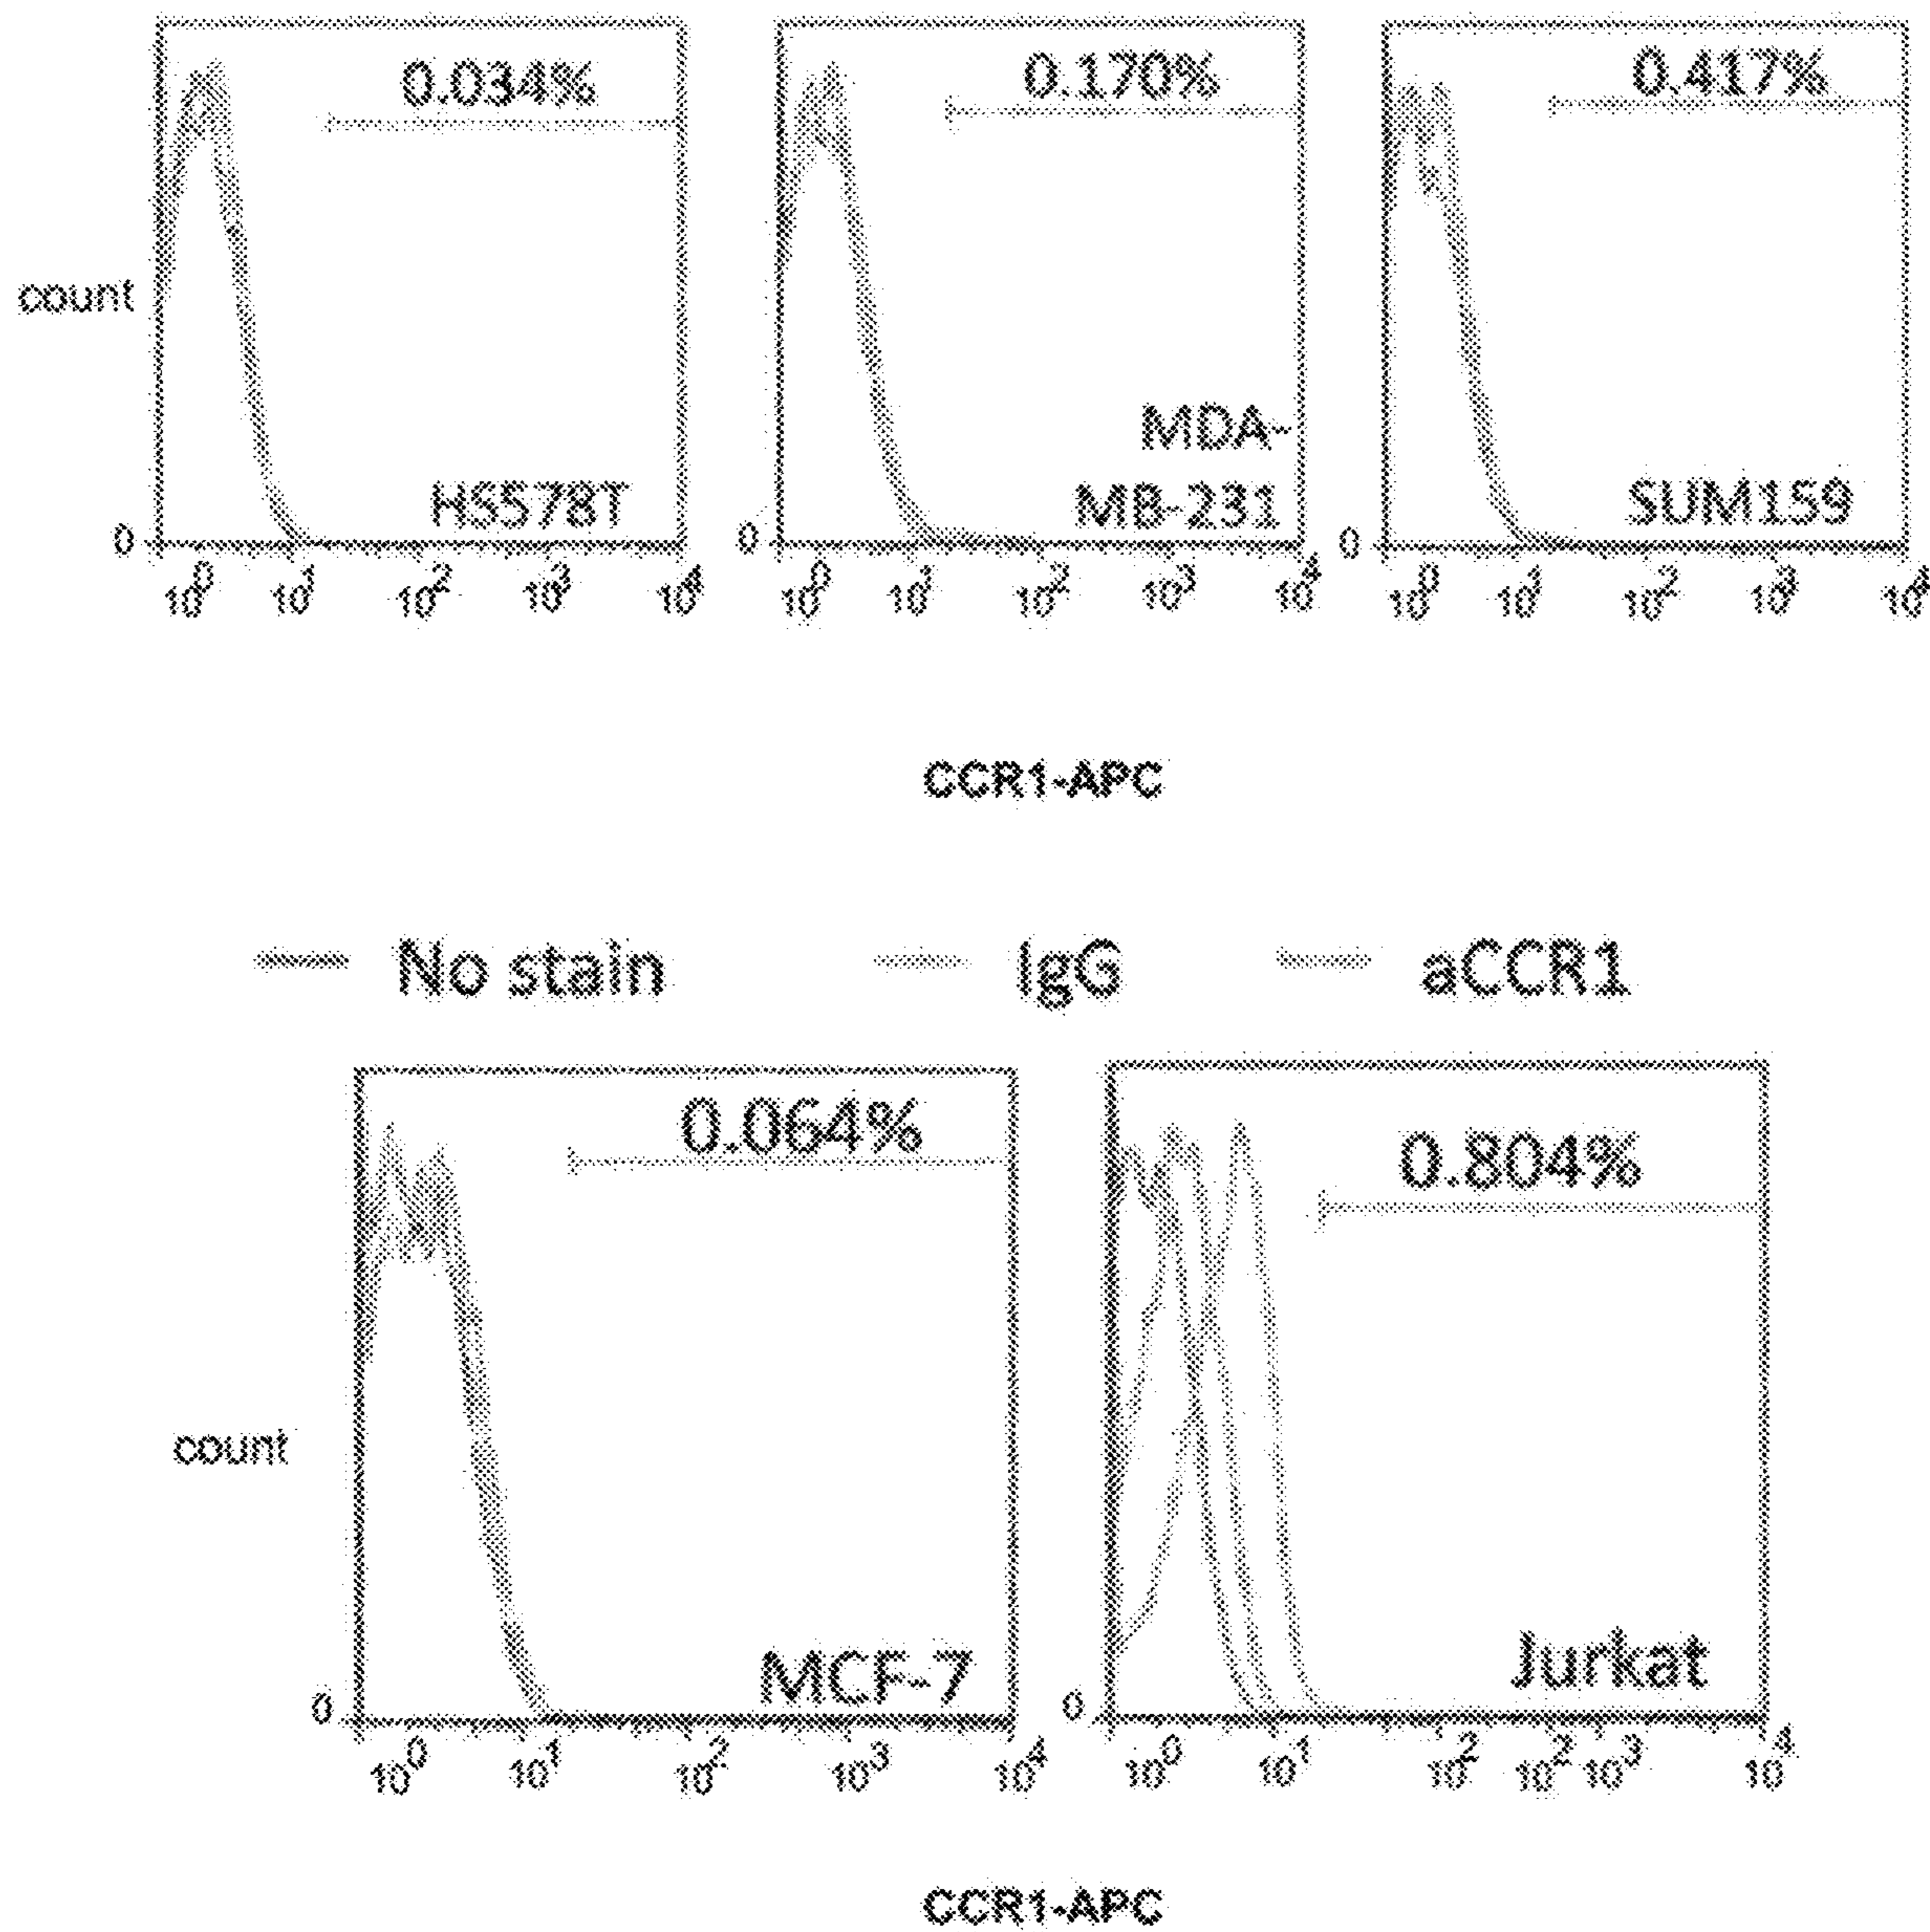 0.034% 0.170% 0.417%
count
MDA-
HS578T MB-231 SUM159
0 0 0
10^0 10^1 10^2 10^3 10^4 10^0 10^1 10^2 10^3 10^4 10^0 10^1 10^2 10^3 10^4
CCR1-APC
No stain IgG aCCR1
0.064% 0.804%
count
MCF-7 Jurkat
0 0
10^0 10^1 10^2 10^3 10^4 10^0 10^1 10^2 10^2 10^3 10^4
CCR1-APC